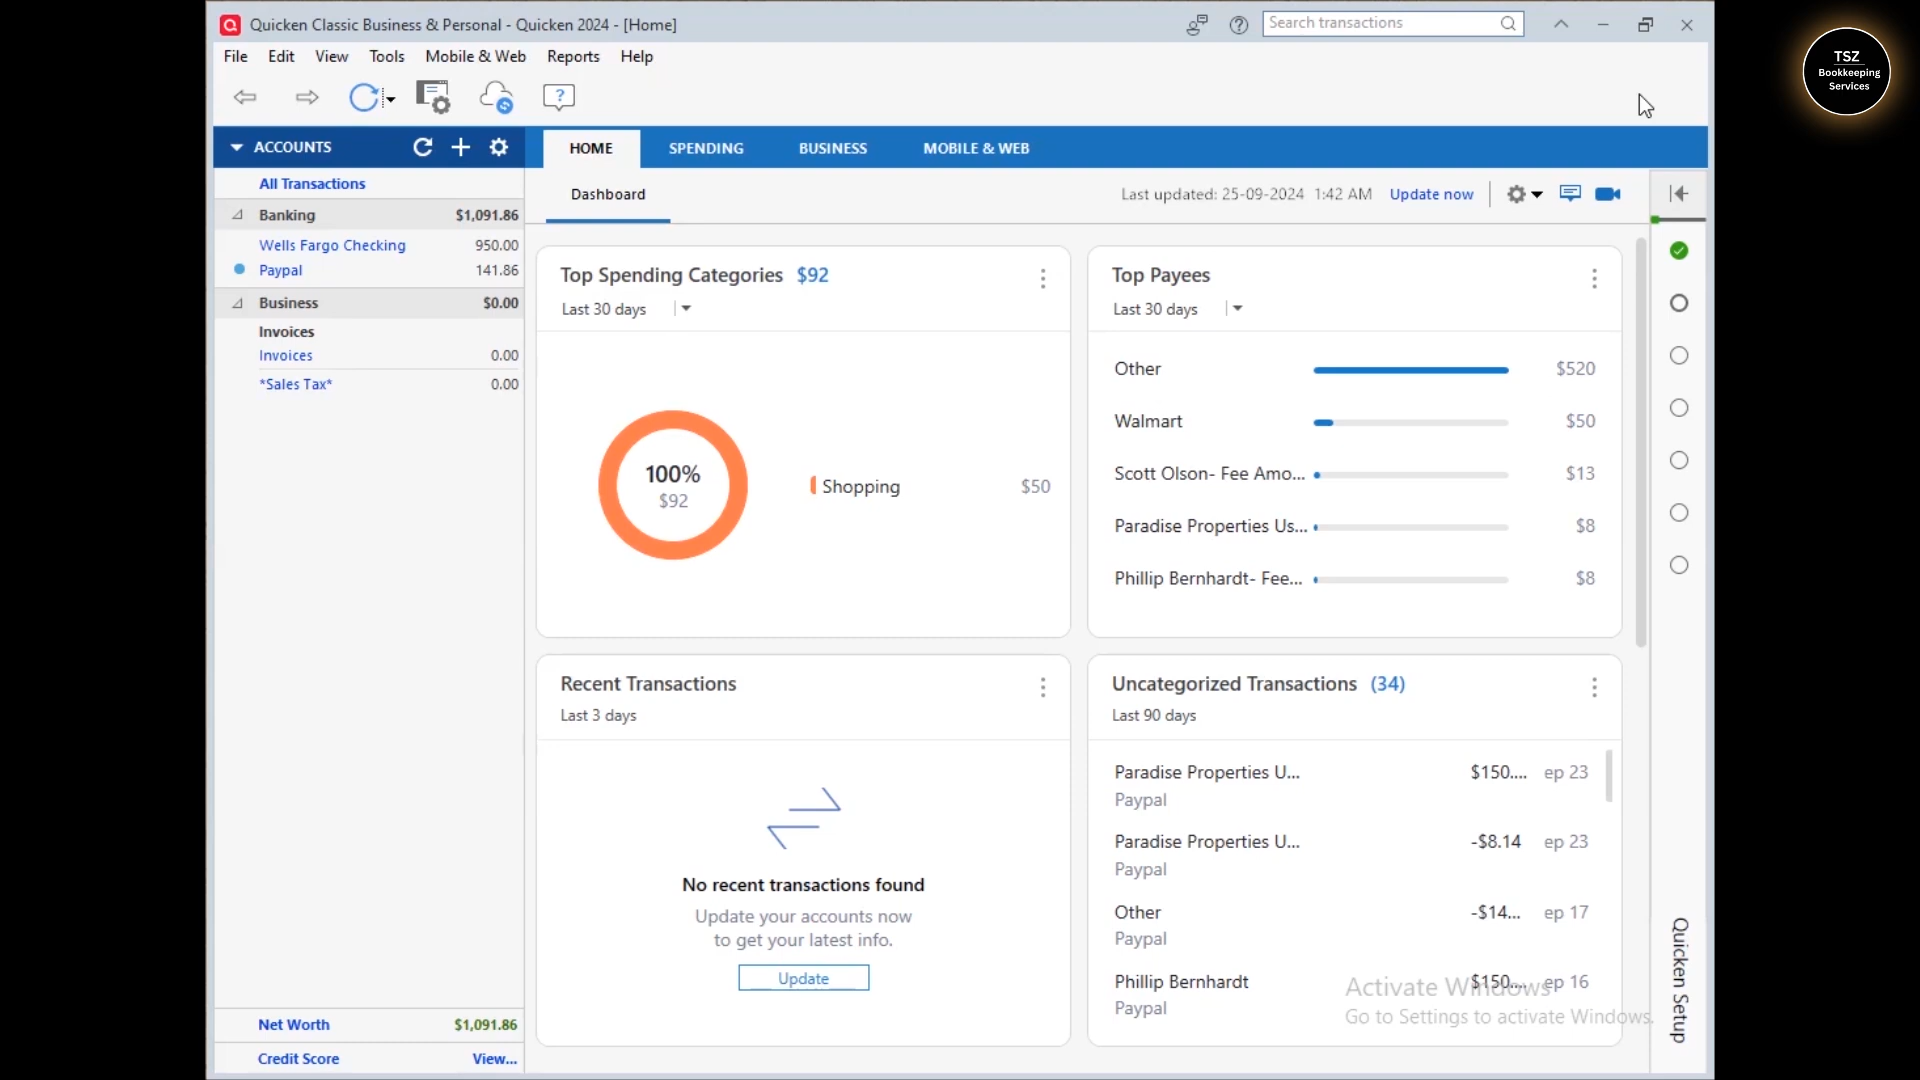 Quicken Classic Business & Personal - Quicken 2024 - [Home]
Search transactions
TSZ
Bookkeeping
Services
File Edit View Tools Mobile & Web Reports Help
ACCOUNTS
HOME SPENDING BUSINESS MOBILE & WEB
All Transactions
Banking $1,091.86
Wells Fargo Checking 950.00
Paypal 141.86
Business $0.00
Invoices
Invoices 0.00
*Sales Tax* 0.00
Net Worth $1,091.86
Credit Score View...
Dashboard
Last updated: 25-09-2024 1:42 AM Update now
Top Spending Categories $92
Last 30 days
100%
$92
Shopping $50
Top Payees
Last 30 days
Other $520
Walmart $50
Scott Olson- Fee Amo... $13
Paradise Properties Us... $8
Phillip Bernhardt- Fee... $8
Recent Transactions
Last 3 days
No recent transactions found
Update your accounts now
to get your latest info.
Update
Uncategorized Transactions (34)
Last 90 days
Paradise Properties U... $150.... ep 23
Paypal
Paradise Properties U... -$8.14 ep 23
Paypal
Other -$14... ep 17
Paypal
Phillip Bernhardt $150.... ep 16
Paypal
Activate Windows
Go to Settings to activate Windows.
Quicken Setup